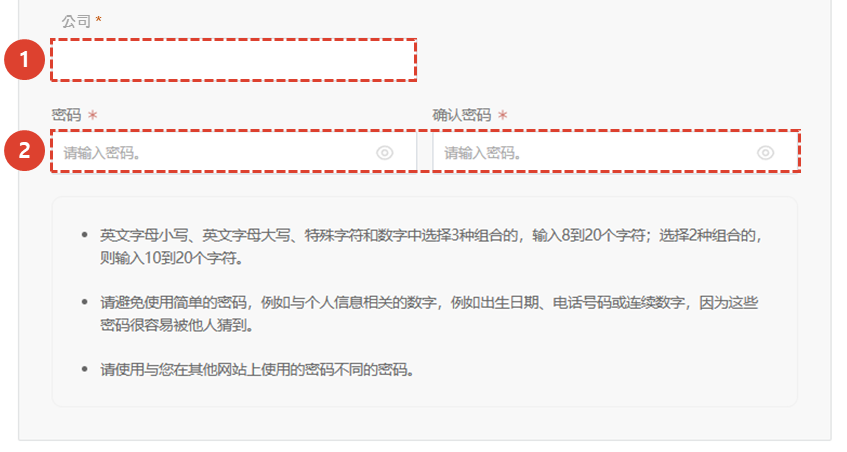 公司 *
1
密码 * 确认密码 *
2 请输入密码。 请输入密码。
• 英文字母小写、英文字母大写、特殊字符和数字中选择3种组合的，输入8到20个字符；选择2种组合的，
则输入10到20个字符。
• 请避免使用简单的密码，例如与个人信息相关的数字，例如出生日期、电话号码或连续数字，因为这些
密码很容易被他人猜到。
• 请使用与您在其他网站上使用的密码不同的密码。